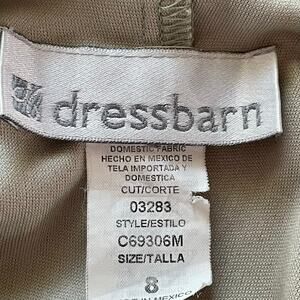 dressbarn
DOMESTIC FABRIC
HECHO EN MEXICO DE
TELA IMPORTADA Y
DOMESTICA
CUT/CORTE
03283
STYLE/ESTILO
C69306M
SIZE/TALLA
8
IN MEXICO